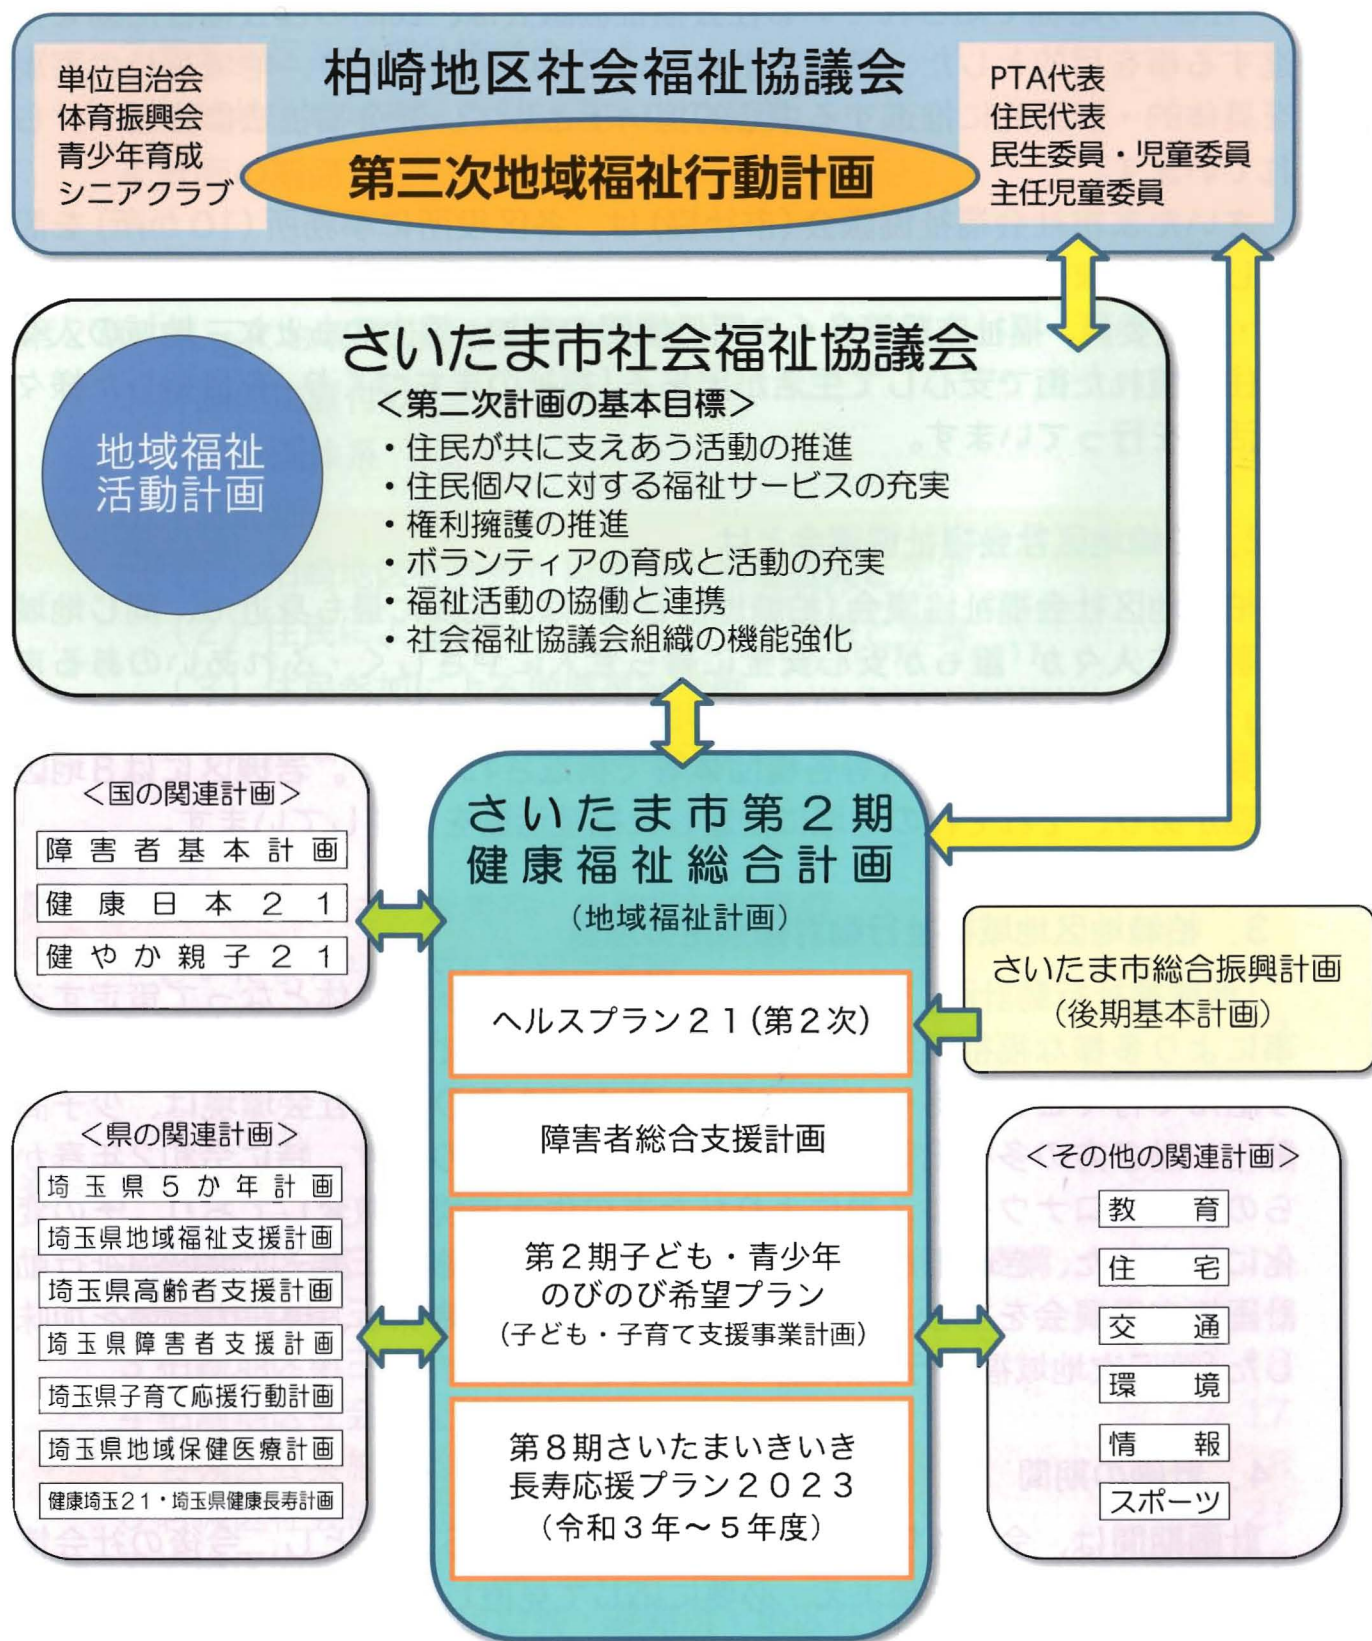 柏崎地区社会福祉協議会
単位自治会
体育振興会
青少年育成
シニアクラブ
第三次地域福祉行動計画
PTA代表
住民代表
民生委員・児童委員
主任児童委員
さいたま市社会福祉協議会
地域福祉
活動計画
＜第二次計画の基本目標＞
・住民が共に支えあう活動の推進
・住民個々に対する福祉サービスの充実
・権利擁護の推進
・ボランティアの育成と活動の充実
・福祉活動の協働と連携
・社会福祉協議会組織の機能強化
＜国の関連計画＞
障害者基本計画
健康日本２１
健やか親子２１
＜県の関連計画＞
埼玉県５か年計画
埼玉県地域福祉支援計画
埼玉県高齢者支援計画
埼玉県障害者支援計画
埼玉県子育て応援行動計画
埼玉県地域保健医療計画
健康埼玉２１・埼玉県健康長寿計画
さいたま市第２期
健康福祉総合計画
（地域福祉計画）
ヘルスプラン２１（第２次）
障害者総合支援計画
第２期子ども・青少年
のびのび希望プラン
（子ども・子育て支援事業計画）
第８期さいたまいきいき
長寿応援プラン２０２３
（令和３年～５年度）
さいたま市総合振興計画
（後期基本計画）
＜その他の関連計画＞
教育
住宅
交通
環境
情報
スポーツ